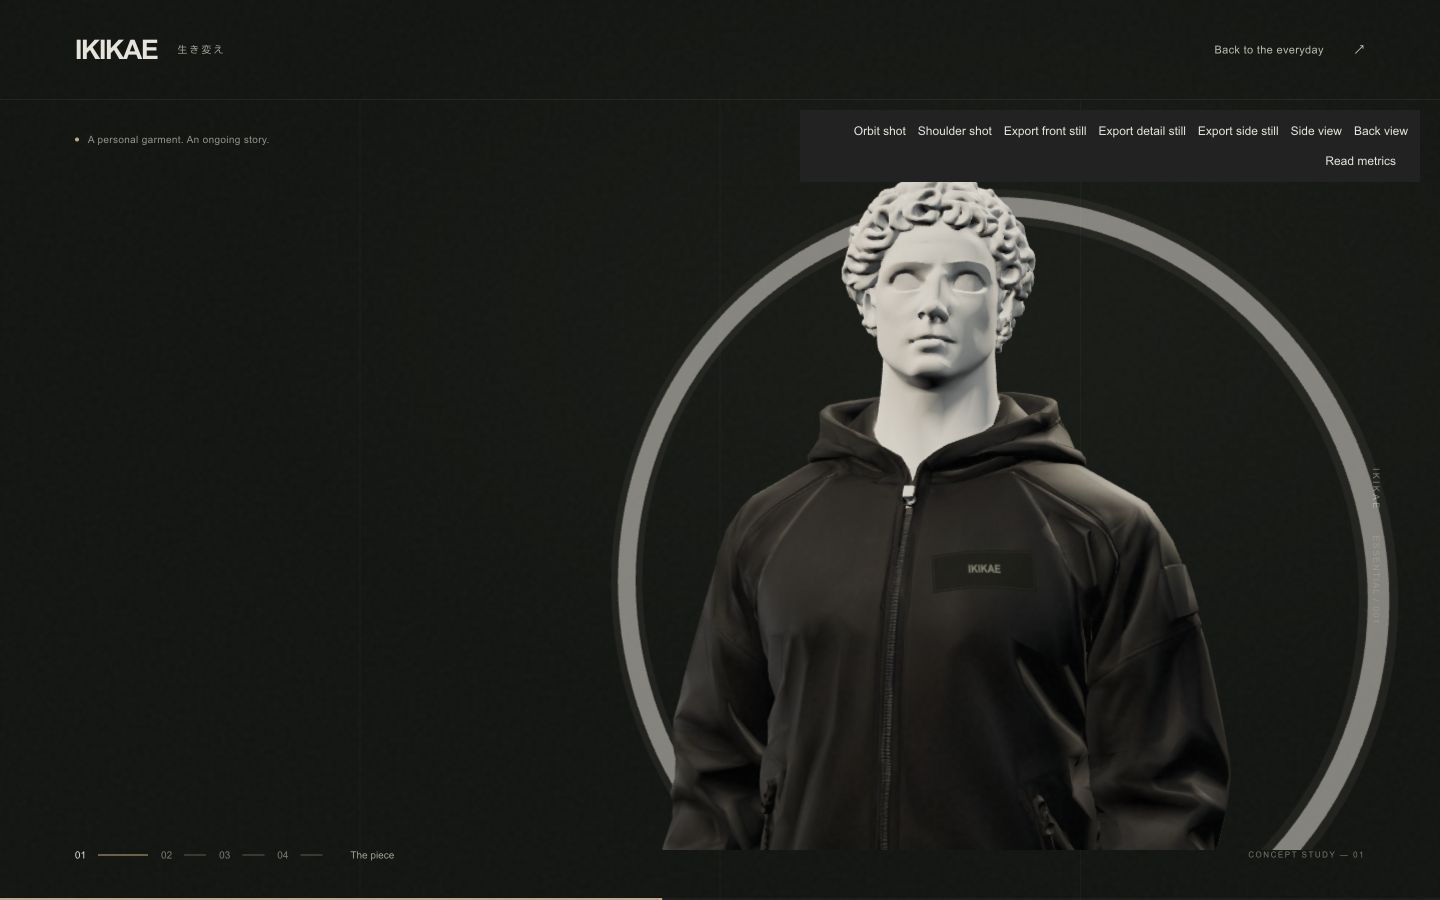 IKIKAE 生き変え
Back to the everyday ↗
A personal garment. An ongoing story.
Orbit shot Shoulder shot Export front still Export detail still Export side still Side view Back view
Read metrics
IKIKAE
IKIKAE ESSENTIAL / 001
01 02 03 04 The piece
CONCEPT STUDY — 01